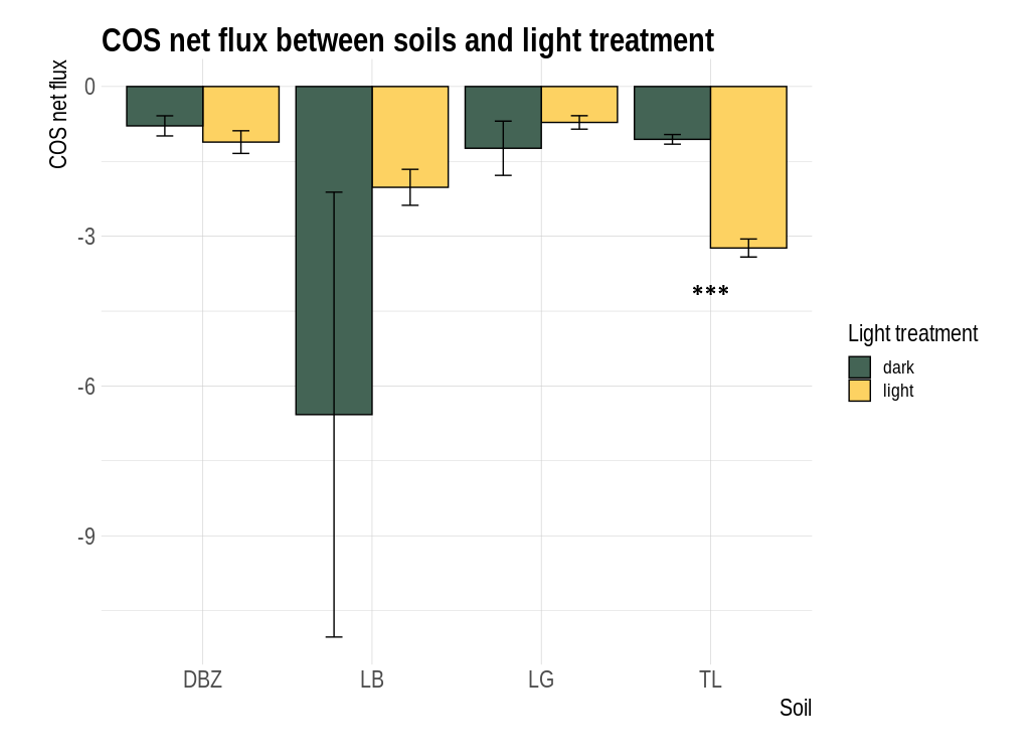 COS net flux between soils and light treatment
COS net flux
0
-3
-6
-9
***
DBZ
LB
LG
TL
Soil
Light treatment
dark
light